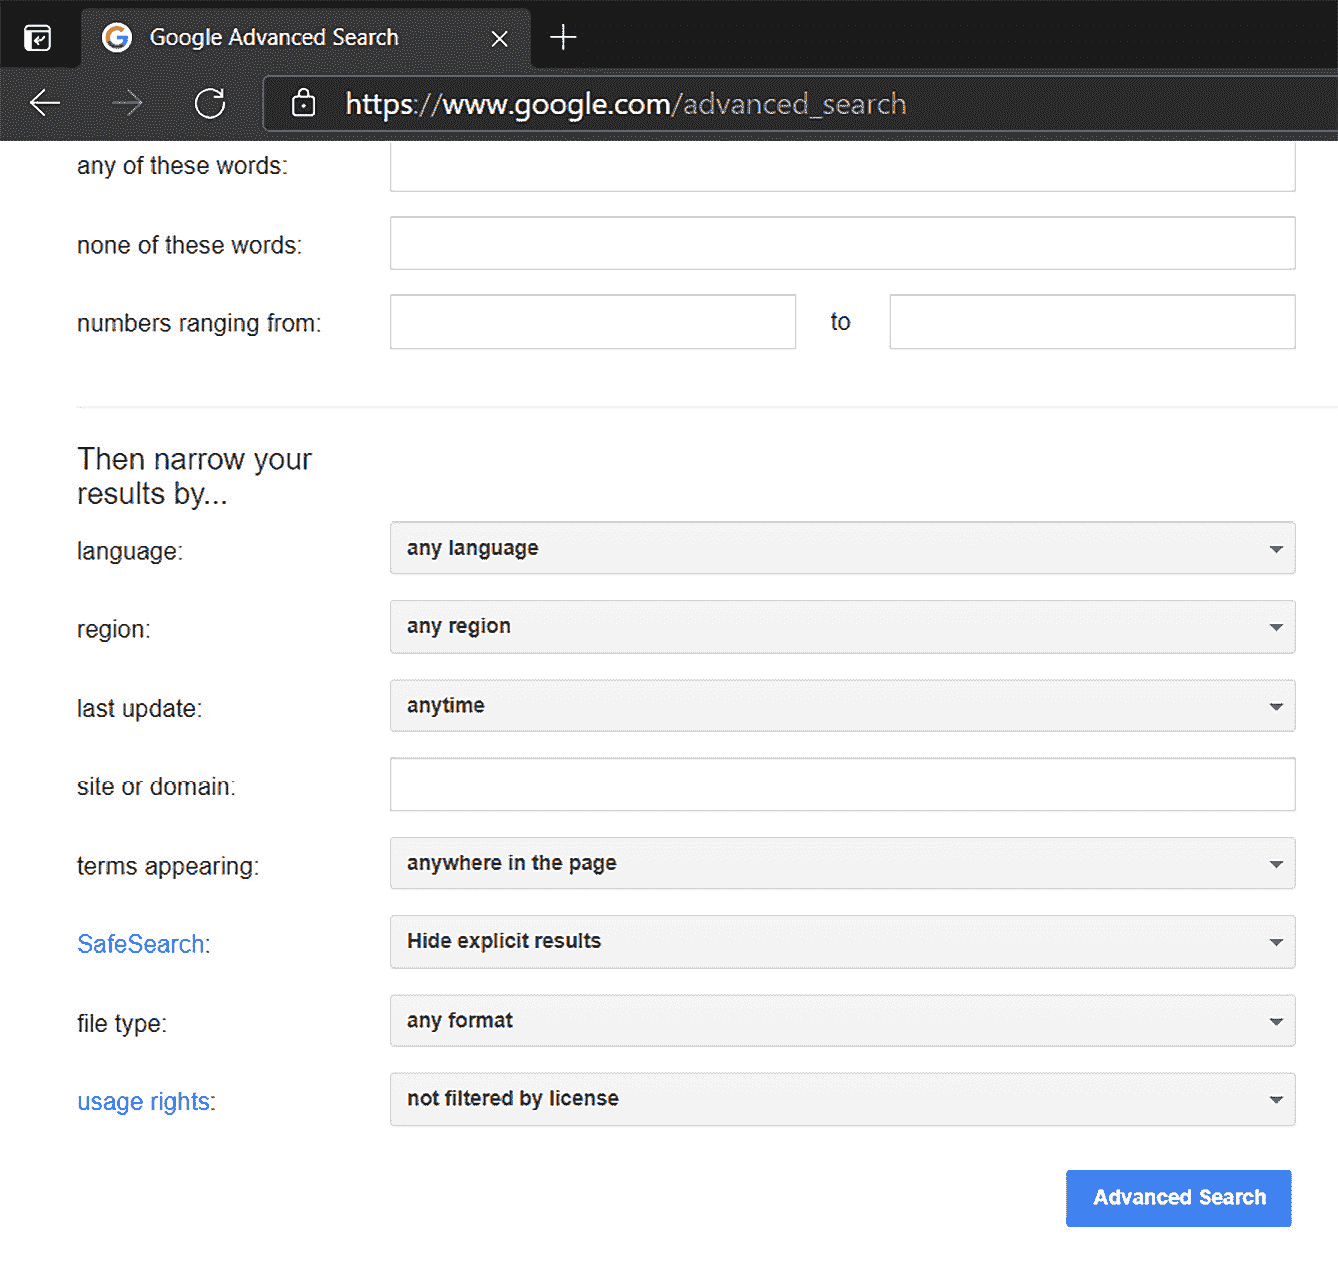 Google Advanced Search
https://www.google.com/advanced_search
any of these words:
none of these words:
numbers ranging from: to
Then narrow your
results by...
language: any language
region: any region
last update: anytime
site or domain:
terms appearing: anywhere in the page
SafeSearch: Hide explicit results
file type: any format
usage rights: not filtered by license
Advanced Search